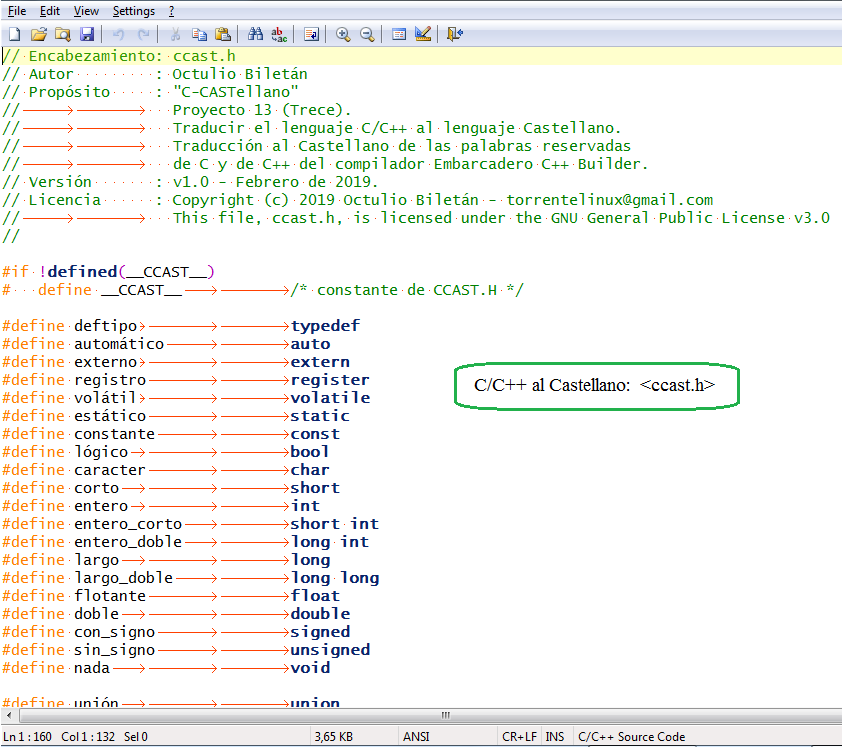 File Edit View Settings ?
// Encabezamiento: ccast.h
// Autor : Octulio Biletán
// Propósito : "C-CASTellano"
// Proyecto 13 (Trece).
// Traducir el lenguaje C/C++ al lenguaje Castellano.
// Traducción al Castellano de las palabras reservadas
// de C y de C++ del compilador Embarcadero C++ Builder.
// Versión : v1.0 - Febrero de 2019.
// Licencia : Copyright (c) 2019 Octulio Biletán - torrentelinux@gmail.com
// This file, ccast.h, is licensed under the GNU General Public License v3.0
//
#if !defined(__CCAST__)
# define __CCAST__ /* constante de CCAST.H */
#define deftipo typedef
#define automático auto
#define externo extern
#define registro register
#define volátil volatile
#define estático static
#define constante const
#define lógico bool
#define caracter char
#define corto short
#define entero int
#define entero_corto short int
#define entero_doble long int
#define largo long
#define largo_doble long long
#define flotante float
#define doble double
#define con_signo signed
#define sin_signo unsigned
#define nada void
#define unión union
C/C++ al Castellano: <ccast.h>
Ln 1 : 160 Col 1 : 132 Sel 0 3,65 KB ANSI CR+LF INS C/C++ Source Code